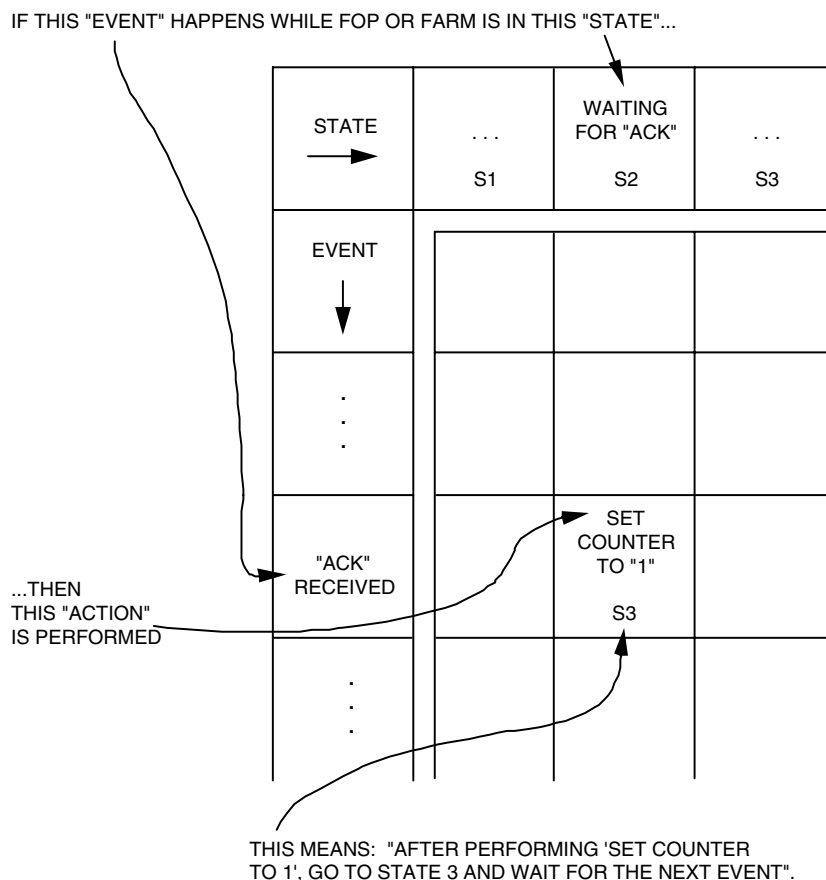 IF THIS "EVENT" HAPPENS WHILE FOP OR FARM IS IN THIS "STATE"...
STATE
. . .
S1
WAITING
FOR "ACK"
S2
. . .
S3
EVENT
.
.
.
"ACK"
RECEIVED
SET
COUNTER
TO "1"
S3
...THEN
THIS "ACTION"
IS PERFORMED
.
.
.
THIS MEANS: "AFTER PERFORMING 'SET COUNTER
TO 1', GO TO STATE 3 AND WAIT FOR THE NEXT EVENT".